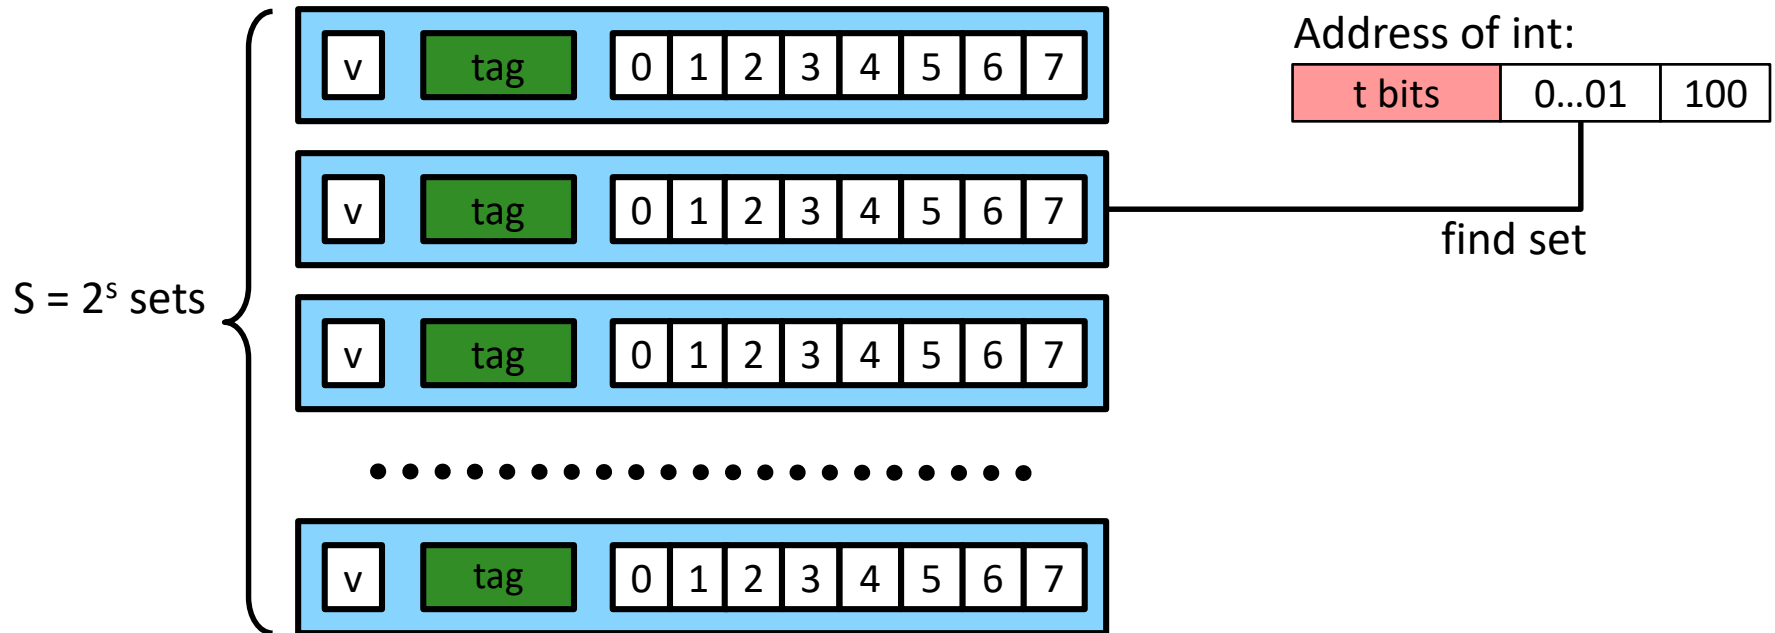 v tag 0 1 2 3 4 5 6 7
Address of int:
t bits 0...01 100
v tag 0 1 2 3 4 5 6 7
find set
S = 2ˢ sets
v tag 0 1 2 3 4 5 6 7
v tag 0 1 2 3 4 5 6 7